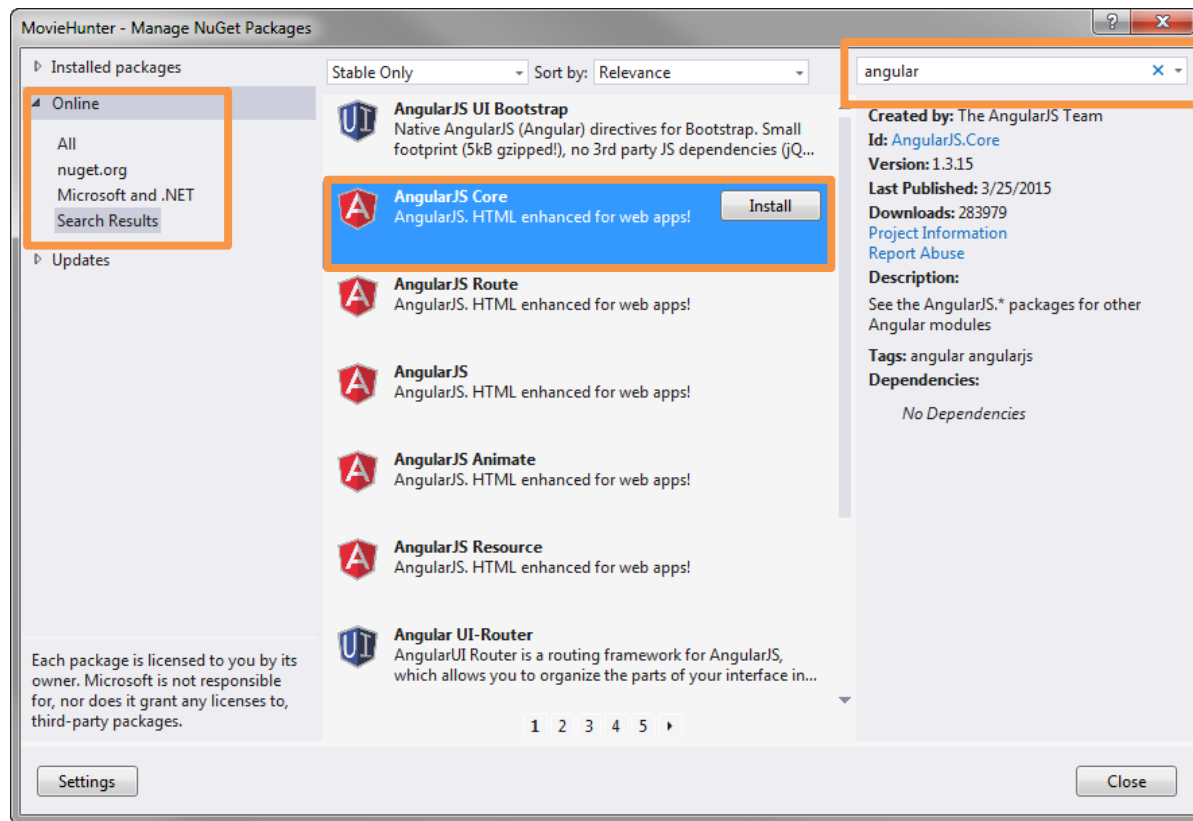 MovieHunter - Manage NuGet Packages
Installed packages
Online
All
nuget.org
Microsoft and .NET
Search Results
Updates
Each package is licensed to you by its
owner. Microsoft is not responsible
for, nor does it grant any licenses to,
third-party packages.
Settings
Stable Only
Sort by: Relevance
AngularJS UI Bootstrap
Native AngularJS (Angular) directives for Bootstrap. Small
footprint (5kB gzipped!), no 3rd party JS dependencies (jQ...
AngularJS Core
AngularJS. HTML enhanced for web apps!
Install
AngularJS Route
AngularJS. HTML enhanced for web apps!
AngularJS
AngularJS. HTML enhanced for web apps!
AngularJS Animate
AngularJS. HTML enhanced for web apps!
AngularJS Resource
AngularJS. HTML enhanced for web apps!
Angular UI-Router
AngularUI Router is a routing framework for AngularJS,
which allows you to organize the parts of your interface in...
1 2 3 4 5
angular
Created by: The AngularJS Team
Id: AngularJS.Core
Version: 1.3.15
Last Published: 3/25/2015
Downloads: 283979
Project Information
Report Abuse
Description:
See the AngularJS.* packages for other
Angular modules
Tags: angular angularjs
Dependencies:
No Dependencies
Close